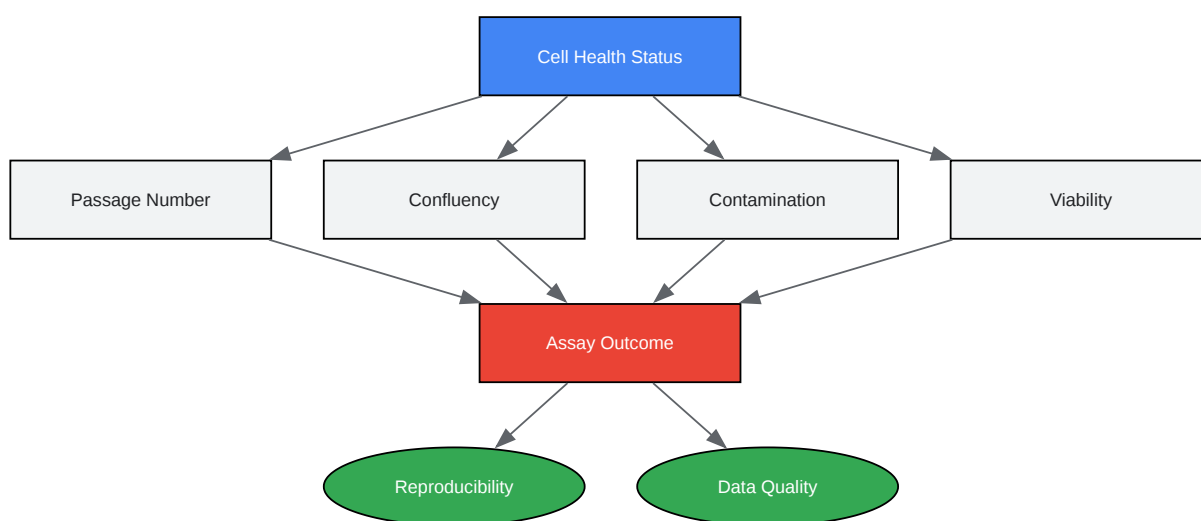 Cell Health Status
Passage Number
Confluency
Contamination
Viability
Assay Outcome
Reproducibility
Data Quality